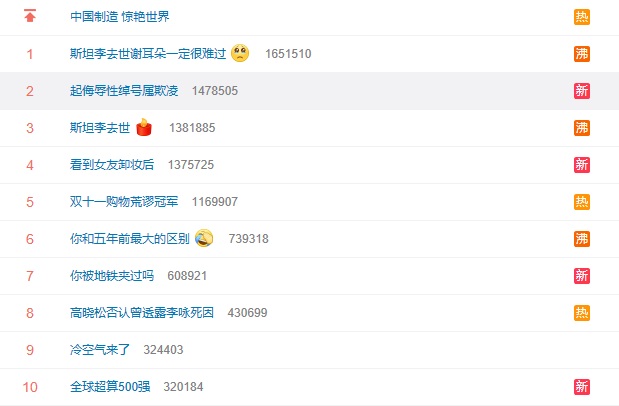 中国制造 惊艳世界 热
1 斯坦李去世谢耳朵一定很难过 1651510 沸
2 起侮辱性绰号属欺凌 1478505 新
3 斯坦李去世 1381885 沸
4 看到女友卸妆后 1375725 新
5 双十一购物荒谬冠军 1169907 热
6 你和五年前最大的区别 739318 沸
7 你被地铁夹过吗 608921 新
8 高晓松否认曾透露李咏死因 430699 热
9 冷空气来了 324403
10 全球超算500强 320184 新